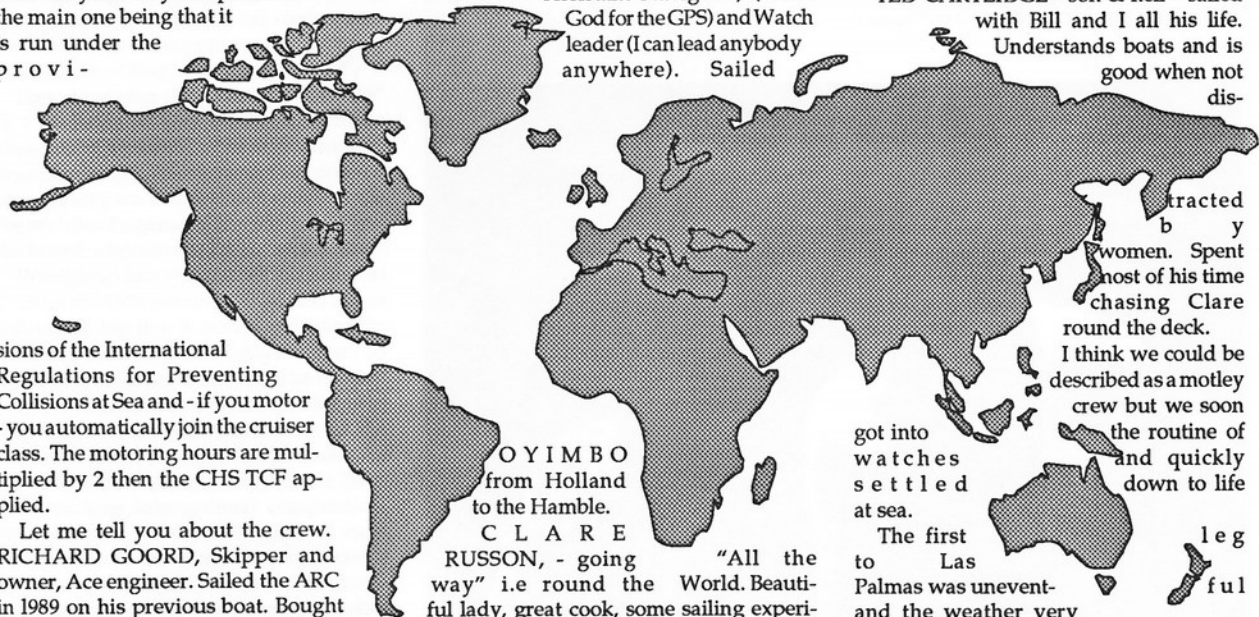 the main one being that it
s run under the
provi-
sions of the International
Regulations for Preventing
Collisions at Sea and - if you motor
- you automatically join the cruiser
class. The motoring hours are mul-
tiplied by 2 then the CHS TCF ap-
plied.
Let me tell you about the crew.
RICHARD GOORD, Skipper and
owner, Ace engineer. Sailed the ARC
in 1989 on his previous boat. Bought
God for the GPS) and Watch
leader (I can lead anybody
anywhere). Sailed
OYIMBO
from Holland
to the Hamble.
CLARE
RUSSON, - going "All the
way" i.e round the World. Beauti-
ful lady, great cook, some sailing experi-
with Bill and I all his life.
Understands boats and is
good when not
dis-
tracted
by
women. Spent
most of his time
chasing Clare
round the deck.
I think we could be
described as a motley
crew but we soon
got into the routine of
watches and quickly
settled down to life
at sea.
The first leg
to Las
Palmas was unevent- ful
and the weather very